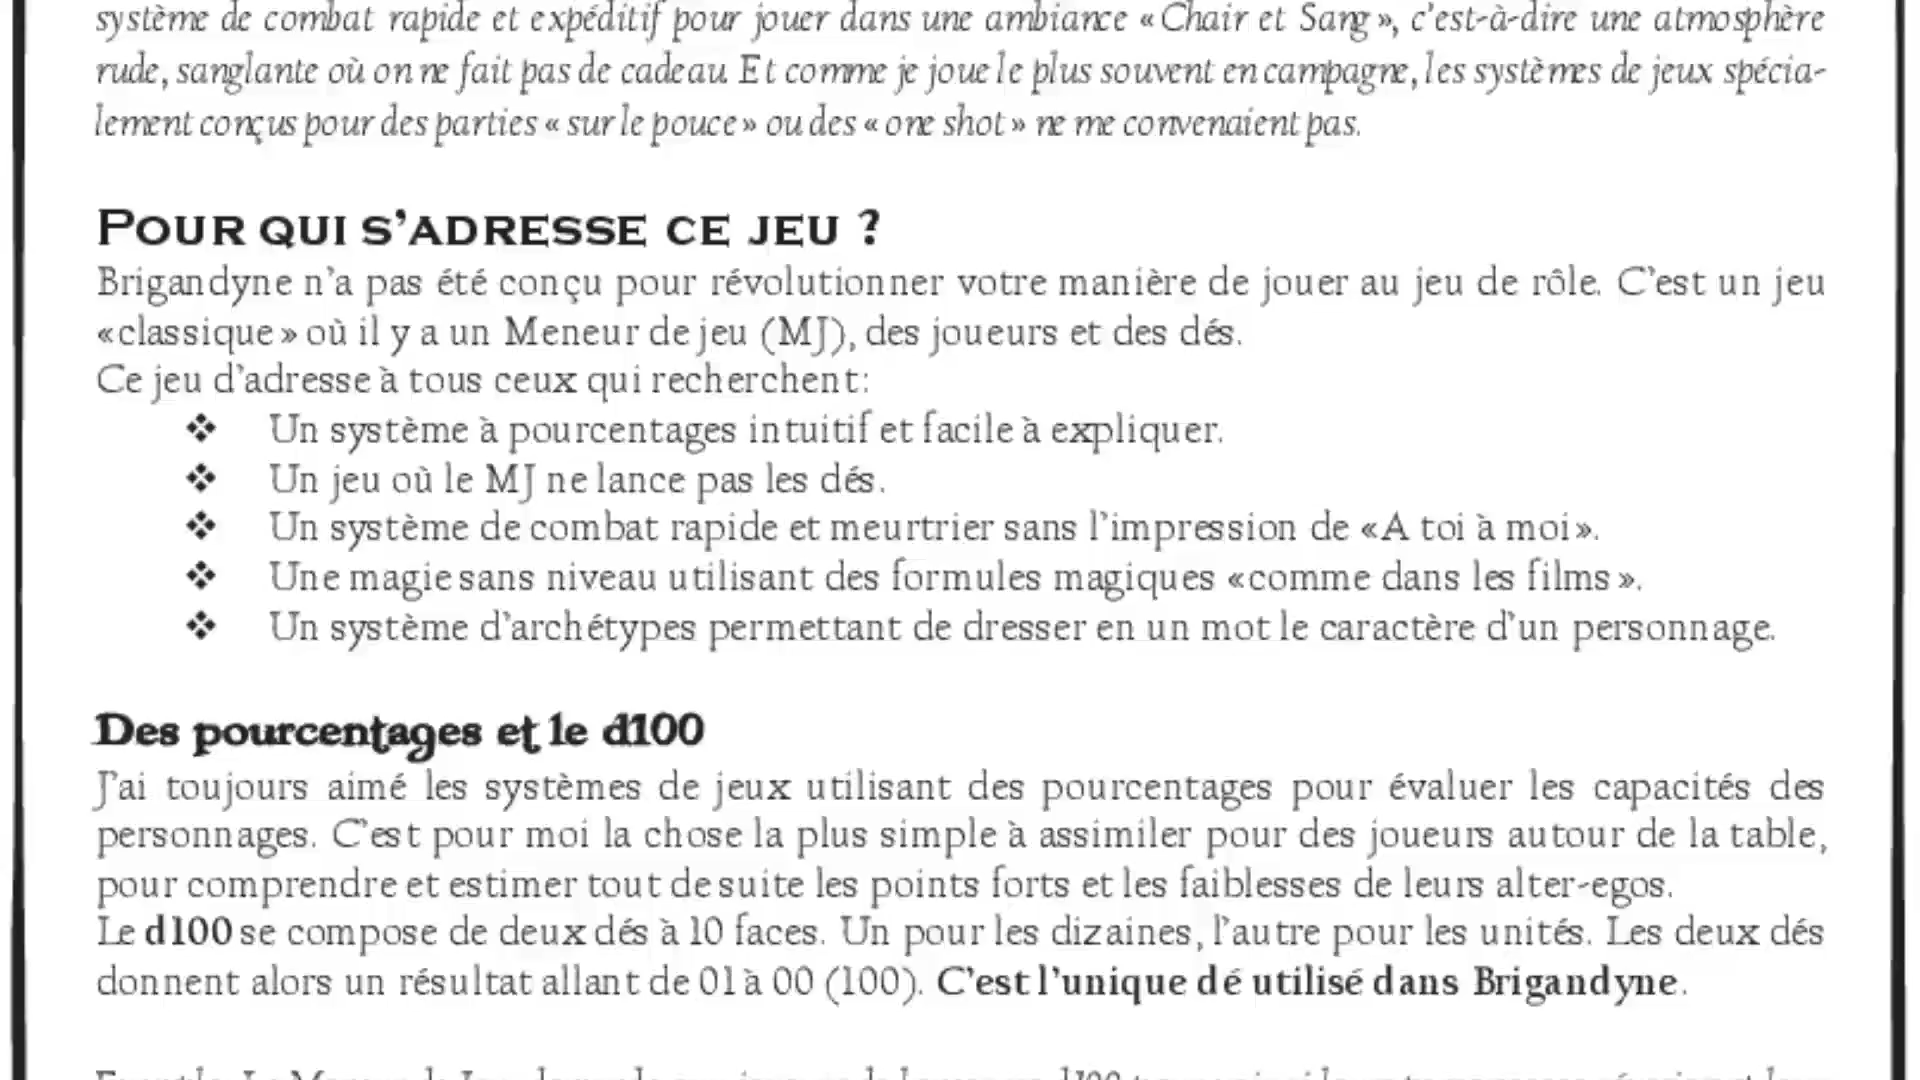 système de combat rapide et expéditif pour jouer dans une ambiance « Chair et Sang », c’est-à-dire une atmosphère
rude, sanglante où on ne fait pas de cadeau. Et comme je joue le plus souvent en campagne, les systèmes de jeux spécia-
lement conçus pour des parties « sur le pouce » ou des « one shot » ne me convenaient pas.
POUR QUI S’ADRESSE CE JEU ?
Brigandyne n’a pas été conçu pour révolutionner votre manière de jouer au jeu de rôle. C’est un jeu
«classique» où il y a un Meneur de jeu (MJ), des joueurs et des dés.
Ce jeu d’adresse à tous ceux qui recherchent:
❖ Un système à pourcentages intuitif et facile à expliquer.
❖ Un jeu où le MJ ne lance pas les dés.
❖ Un système de combat rapide et meurtrier sans l’impression de «A toi à moi».
❖ Une magie sans niveau utilisant des formules magiques «comme dans les films».
❖ Un système d’archétypes permettant de dresser en un mot le caractère d’un personnage.
Des pourcentages et le d100
J’ai toujours aimé les systèmes de jeux utilisant des pourcentages pour évaluer les capacités des
personnages. C’est pour moi la chose la plus simple à assimiler pour des joueurs autour de la table,
pour comprendre et estimer tout de suite les points forts et les faiblesses de leurs alter-egos.
Le d100 se compose de deux dés à 10 faces. Un pour les dizaines, l’autre pour les unités. Les deux dés
donnent alors un résultat allant de 01 à 00 (100). C’est l’unique dé utilisé dans Brigandyne.